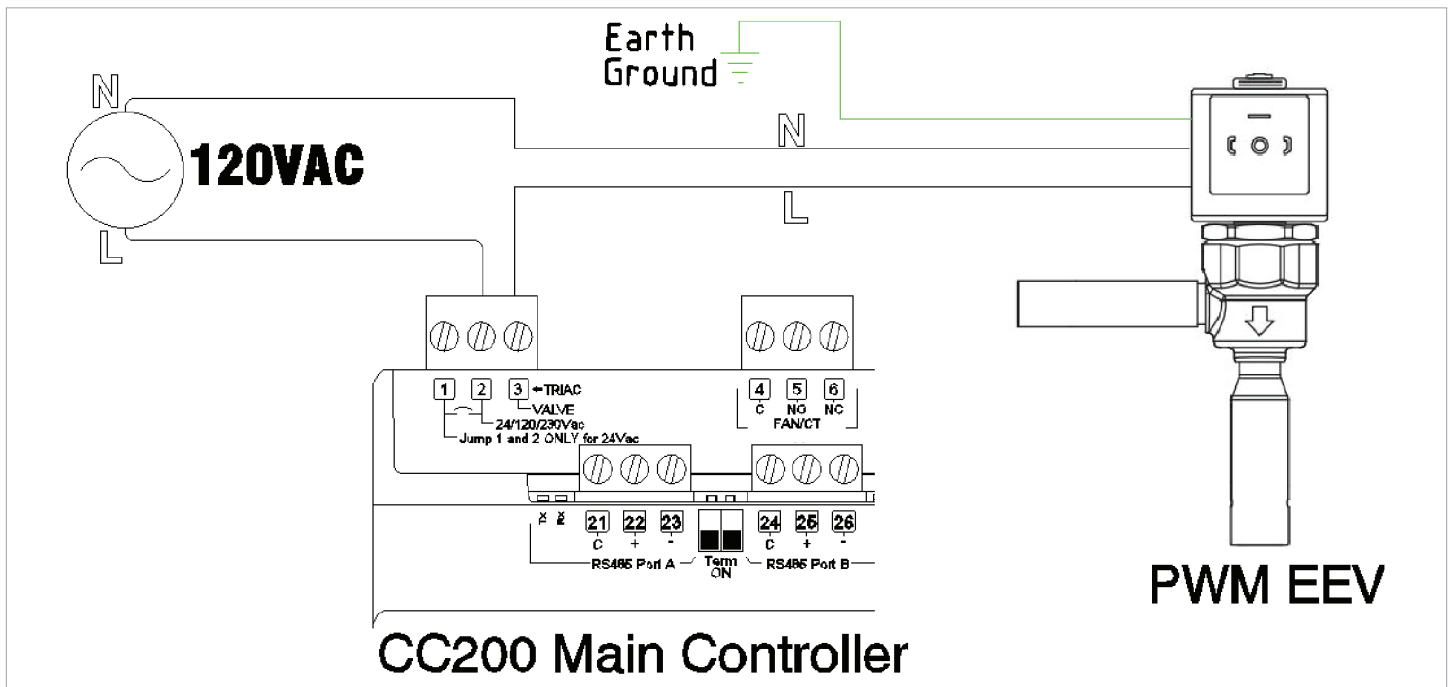 Earth
Ground
N
120VAC
L
N
L
1 2 3 ←TRIAC
VALVE
24/120/230Vac
Jump 1 and 2 ONLY for 24Vac
4 5 6
C NO NC
FAN/CT
Tx Rx
21 22 23
C + -
RS485 Port A
Term
ON
24 25 26
C + -
RS485 Port B
PWM EEV
CC200 Main Controller